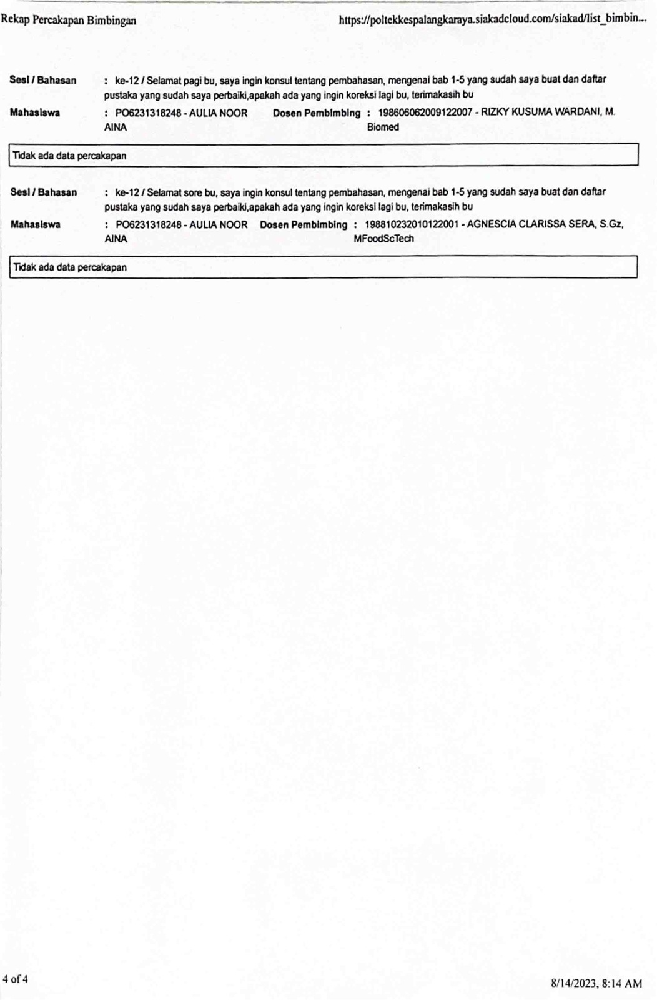 Rekap Percakapan Bimbingan https://poltekkespalangkaraya.siakadcloud.com/siakad/list_bimbin...
Sesi / Bahasan : ke-12 / Selamat pagi bu, saya ingin konsul tentang pembahasan, mengenai bab 1-5 yang sudah saya buat dan daftar
pustaka yang sudah saya perbaiki,apakah ada yang ingin koreksi lagi bu, terimakasih bu
Mahasiswa : PO6231318248 - AULIA NOOR Dosen Pembimbing : 198606062009122007 - RIZKY KUSUMA WARDANI, M.
AINA Biomed
Tidak ada data percakapan
Sesi / Bahasan : ke-12 / Selamat sore bu, saya ingin konsul tentang pembahasan, mengenai bab 1-5 yang sudah saya buat dan daftar
pustaka yang sudah saya perbaiki,apakah ada yang ingin koreksi lagi bu, terimakasih bu
Mahasiswa : PO6231318248 - AULIA NOOR Dosen Pembimbing : 198810232010122001 - AGNESCIA CLARISSA SERA, S.Gz,
AINA MFoodScTech
Tidak ada data percakapan
4 of 4 8/14/2023, 8:14 AM